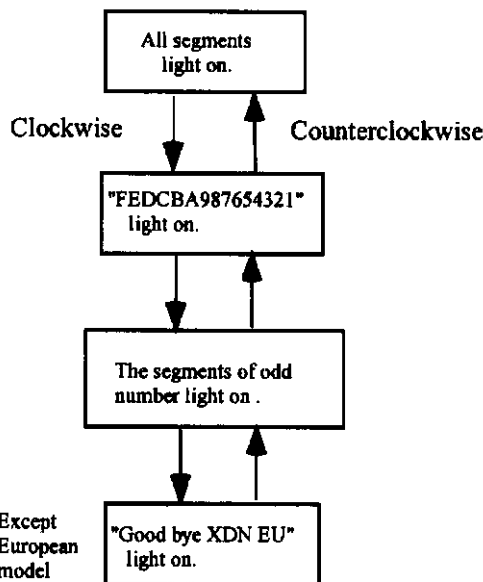 All segments
light on.
Clockwise
Counterclockwise
"FEDCBA987654321"
light on.
The segments of odd
number light on .
Except
European
model
"Good bye XDN EU"
light on.